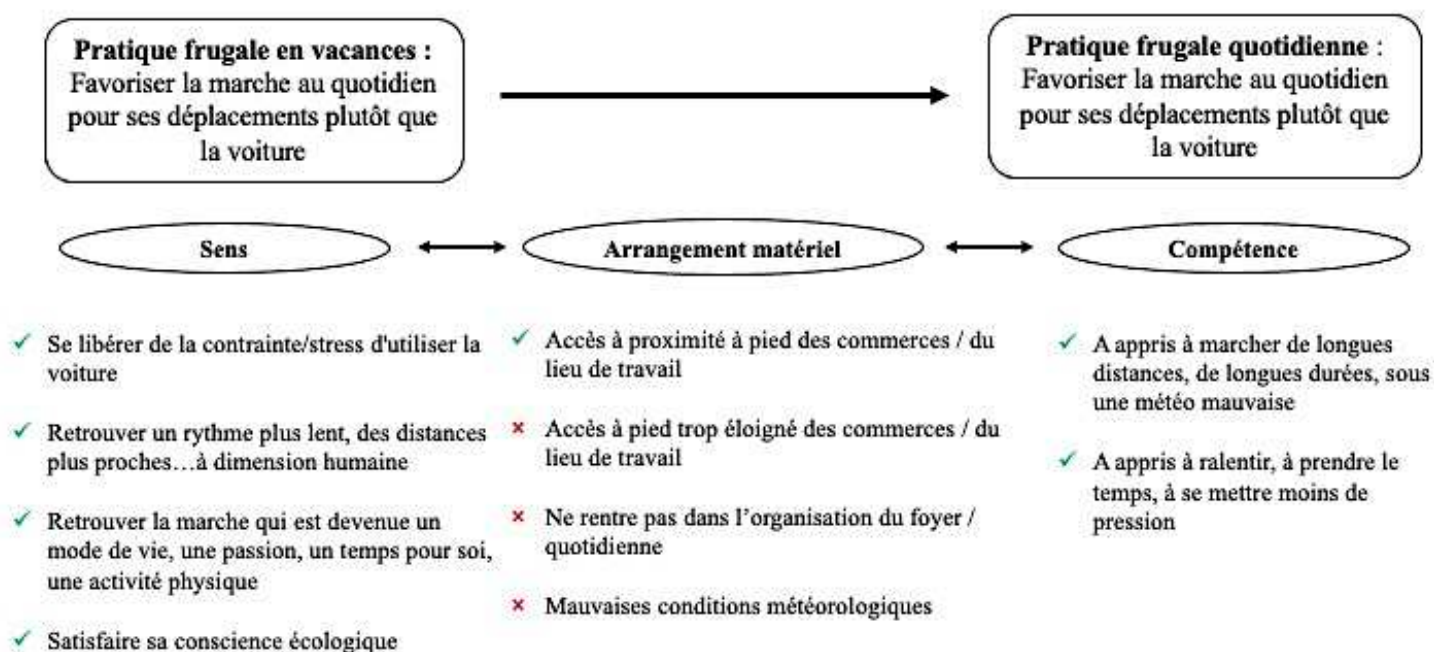 Pratique frugale en vacances :
Favoriser la marche au quotidien
pour ses déplacements plutôt que
la voiture
Pratique frugale quotidienne :
Favoriser la marche au quotidien
pour ses déplacements plutôt que
la voiture
Sens
Arrangement matériel
Compétence
✓ Se libérer de la contrainte/stress d'utiliser la
voiture
✓ Retrouver un rythme plus lent, des distances
plus proches…à dimension humaine
✓ Retrouver la marche qui est devenue un
mode de vie, une passion, un temps pour soi,
une activité physique
✓ Satisfaire sa conscience écologique
✓ Accès à proximité à pied des commerces / du
lieu de travail
× Accès à pied trop éloigné des commerces / du
lieu de travail
× Ne rentre pas dans l’organisation du foyer /
quotidienne
× Mauvaises conditions météorologiques
✓ A appris à marcher de longues
distances, de longues durées, sous
une météo mauvaise
✓ A appris à ralentir, à prendre le
temps, à se mettre moins de
pression